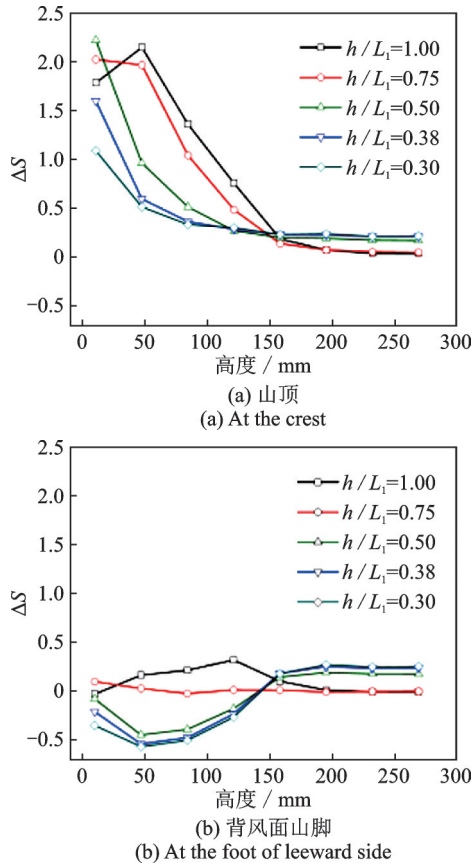 2.5
2.0
1.5
1.0
0.5
0
−0.5
ΔS
h/L₁=1.00
h/L₁=0.75
h/L₁=0.50
h/L₁=0.38
h/L₁=0.30
0 50 100 150 200 250 300
高度 / mm
(a) 山顶
(a) At the crest
2.5
2.0
1.5
1.0
0.5
0
−0.5
ΔS
h/L₁=1.00
h/L₁=0.75
h/L₁=0.50
h/L₁=0.38
h/L₁=0.30
0 50 100 150 200 250 300
高度 / mm
(b) 背风面山脚
(b) At the foot of leeward side